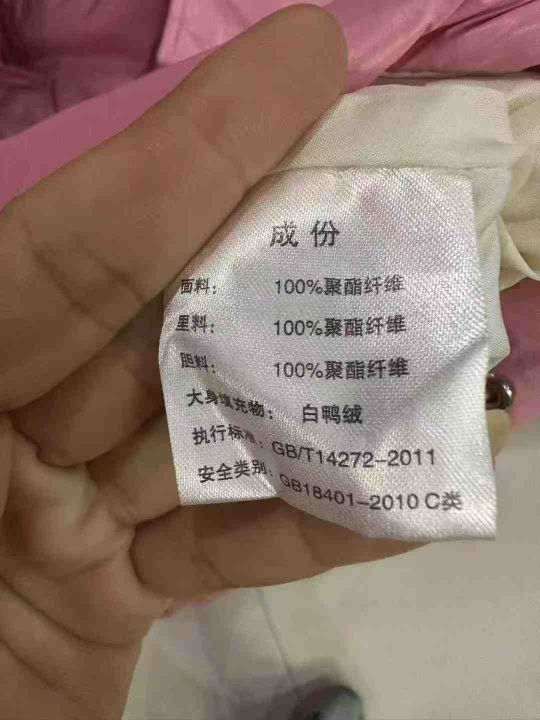 成份
面料： 100%聚酯纤维
里料： 100%聚酯纤维
胆料： 100%聚酯纤维
大身填充物： 白鸭绒
执行标准：GB/T14272-2011
安全类别：GB18401-2010 C类